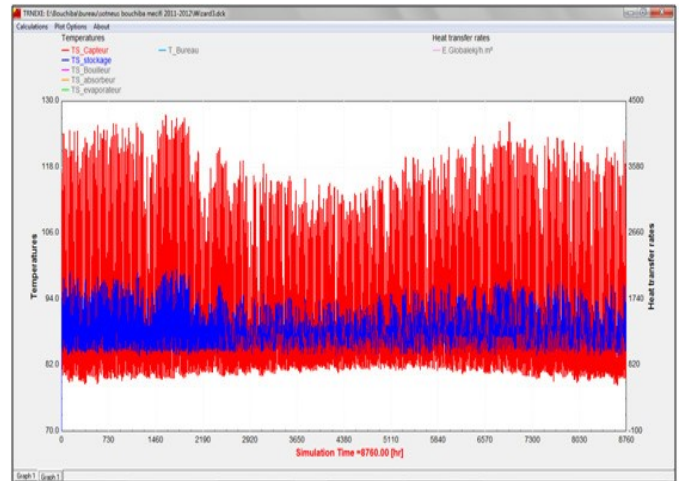 TRNEXE: E:\Bouchiba\bureau\sotneus bouchiba mecifi 2011-2012\Wizard3.dck
Calculations Plot Options About
Temperatures
TS_Capteur
TS_stockage
TS_Bouilleur
TS_absorbeur
TS_evaporateur
T_Bureau
Heat transfer rates
E.Globalekj/h.m²
130.0
118.0
106.0
94.0
82.0
70.0
Temperatures
4500
3580
2660
1740
820
-100
Heat transfer rates
0 730 1460 2190 2920 3650 4380 5110 5840 6570 7300 8030 8760
Simulation Time =8760.00 [hr]
Graph 1 Graph 1